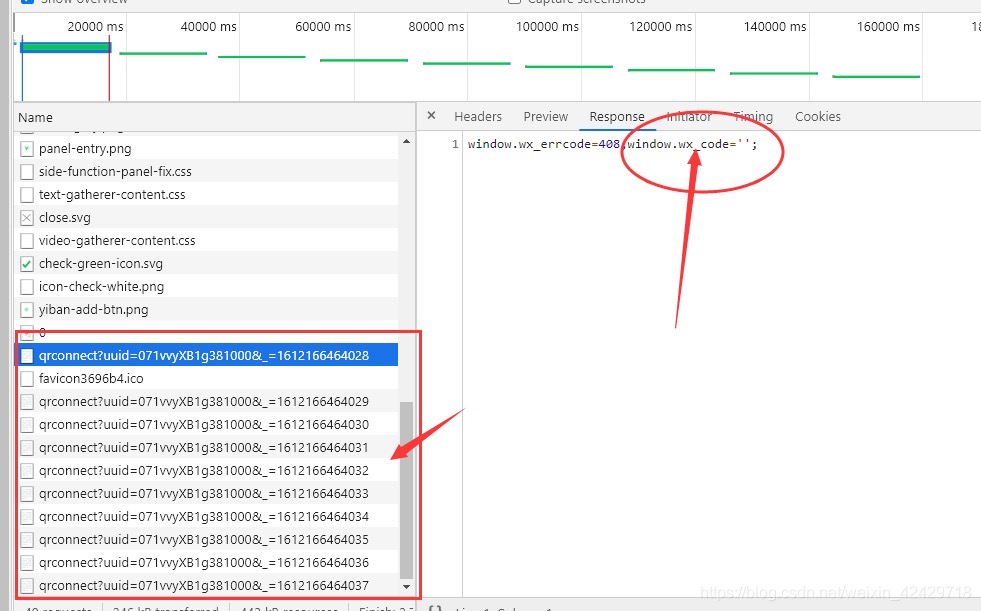 Show overview
Capture screenshots
20000 ms
40000 ms
60000 ms
80000 ms
100000 ms
120000 ms
140000 ms
160000 ms
Name
Headers
Preview
Response
Initiator
Timing
Cookies
panel-entry.png
side-function-panel-fix.css
text-gatherer-content.css
close.svg
video-gatherer-content.css
check-green-icon.svg
icon-check-white.png
yiban-add-btn.png
0
qrconnect?uuid=071vvyXB1g381000&_=1612166464028
favicon3696b4.ico
qrconnect?uuid=071vvyXB1g381000&_=1612166464029
qrconnect?uuid=071vvyXB1g381000&_=1612166464030
qrconnect?uuid=071vvyXB1g381000&_=1612166464031
qrconnect?uuid=071vvyXB1g381000&_=1612166464032
qrconnect?uuid=071vvyXB1g381000&_=1612166464033
qrconnect?uuid=071vvyXB1g381000&_=1612166464034
qrconnect?uuid=071vvyXB1g381000&_=1612166464035
qrconnect?uuid=071vvyXB1g381000&_=1612166464036
qrconnect?uuid=071vvyXB1g381000&_=1612166464037
1 window.wx_errcode=408;window.wx_code='';
https://blog.csdn.net/weixin_42429718